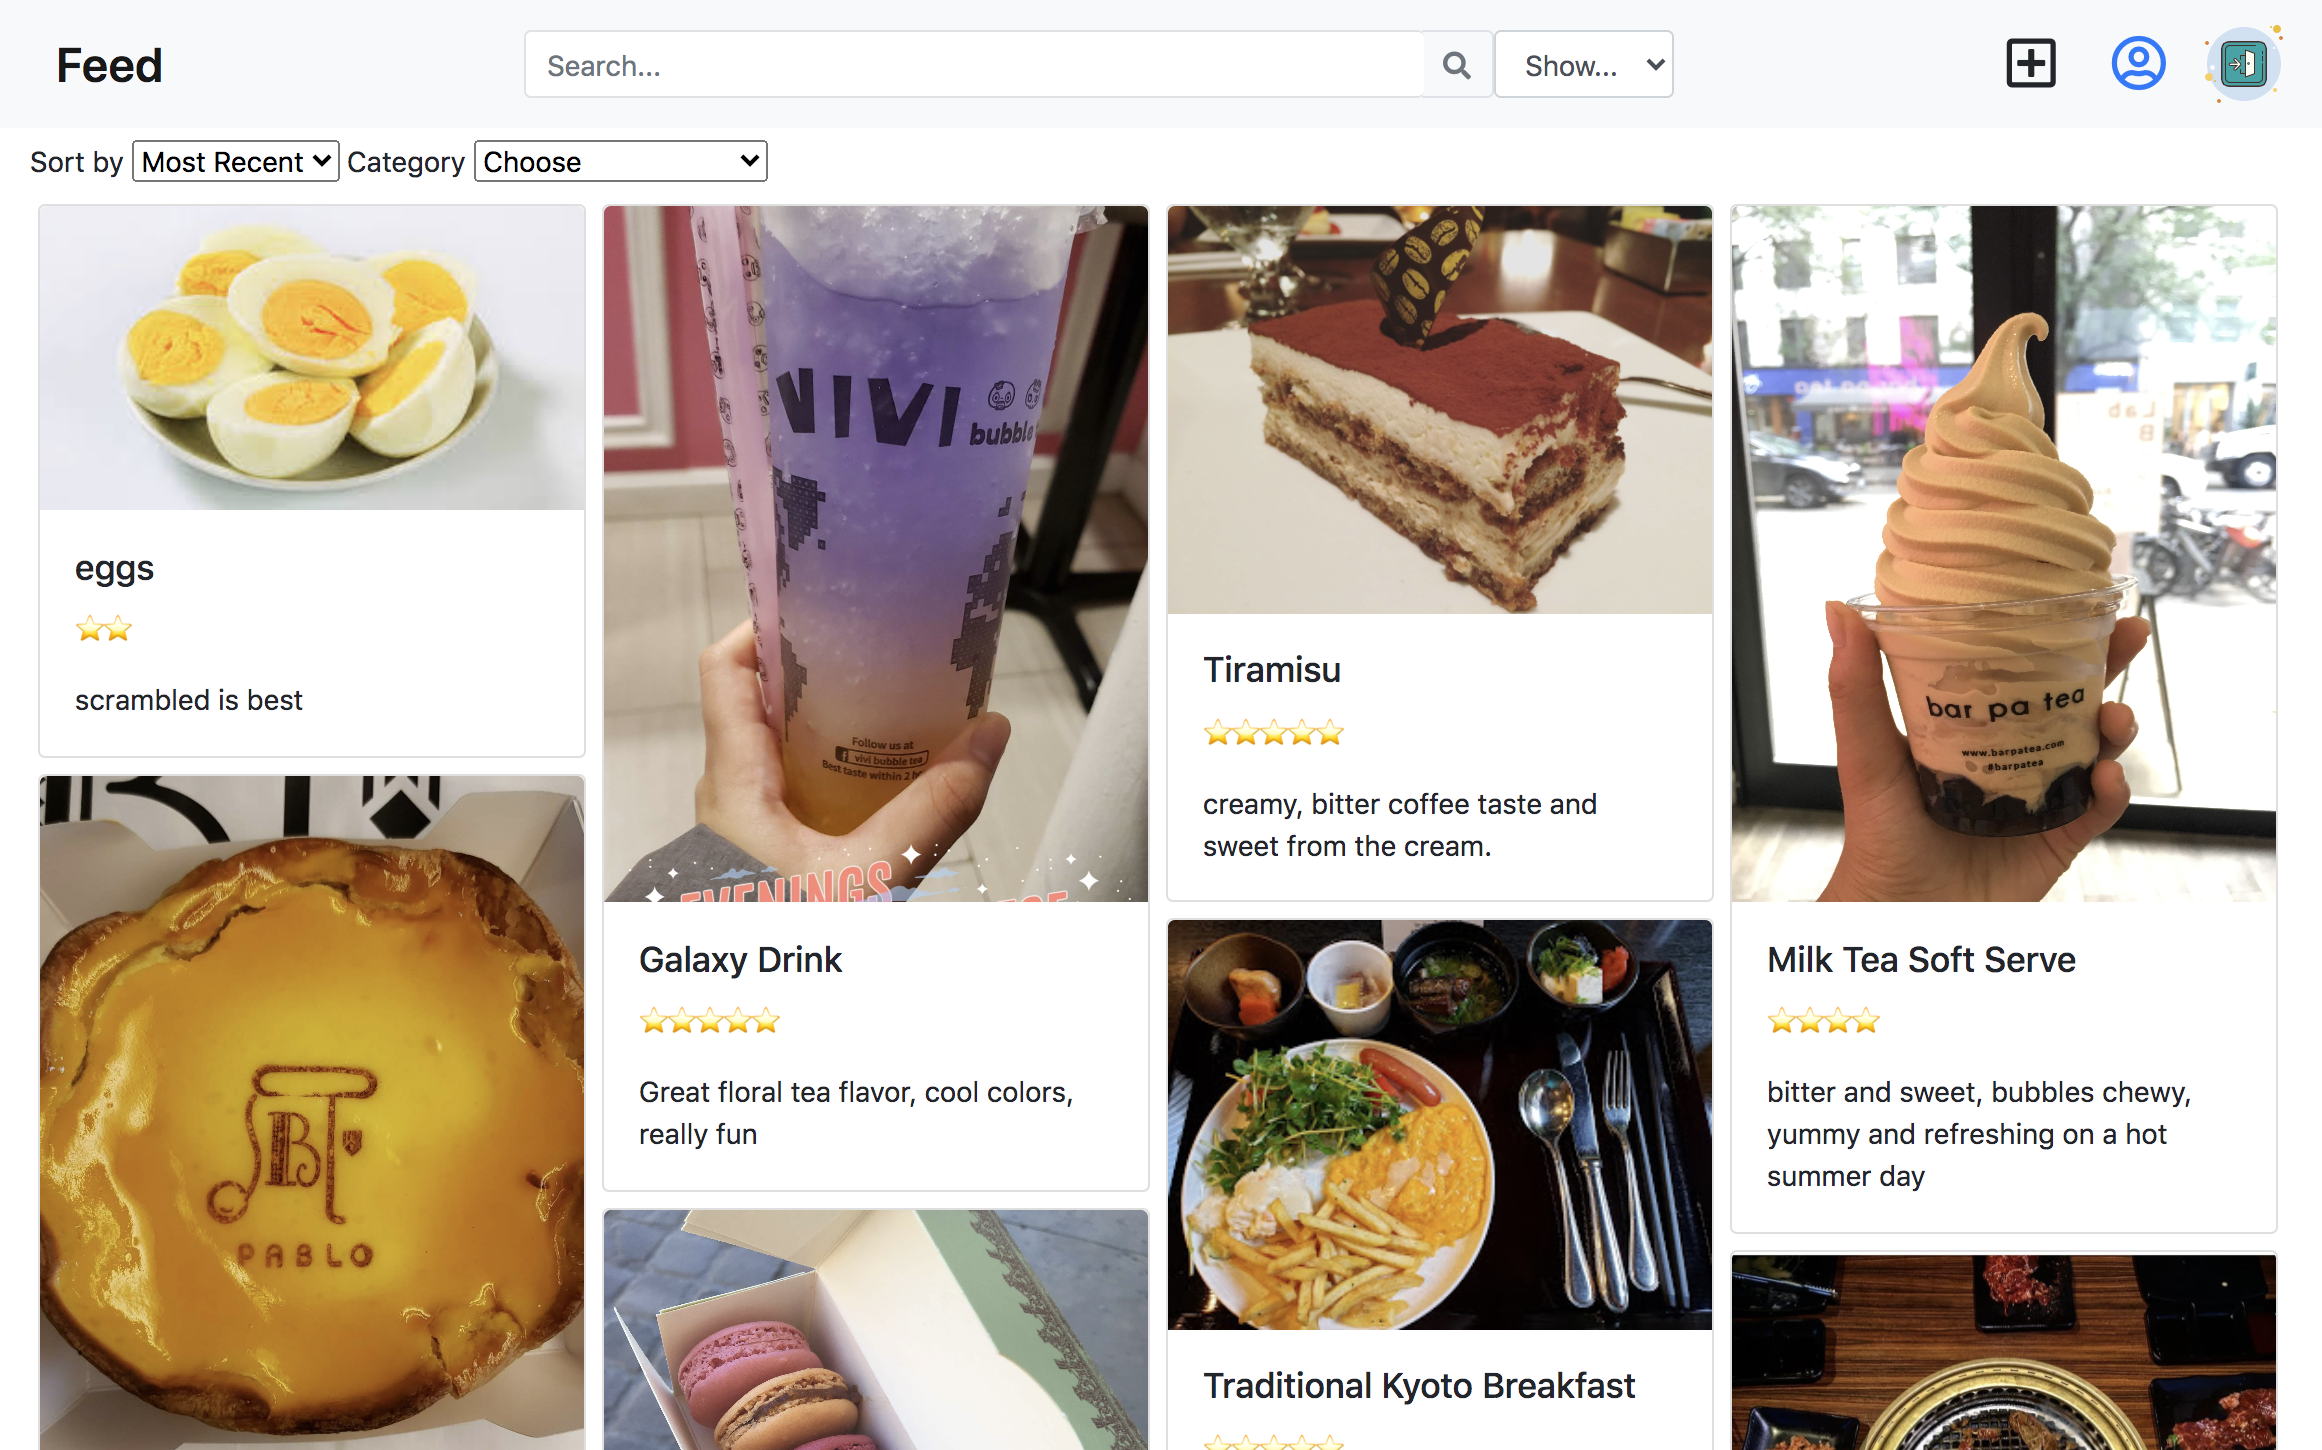 Feed
Search...
Show...
Sort by Most Recent Category Choose
eggs
⭐⭐
scrambled is best
PABLO
VIVI
bubble
Follow us at
vivi bubble tea
Best taste within 2
EVENINGS
Galaxy Drink
⭐⭐⭐⭐⭐
Great floral tea flavor, cool colors,
really fun
Tiramisu
⭐⭐⭐⭐⭐
creamy, bitter coffee taste and
sweet from the cream.
Traditional Kyoto Breakfast
⭐⭐⭐⭐⭐
bar pa tea
www.barpatea.com
#barpatea
Milk Tea Soft Serve
⭐⭐⭐⭐
bitter and sweet, bubbles chewy,
yummy and refreshing on a hot
summer day